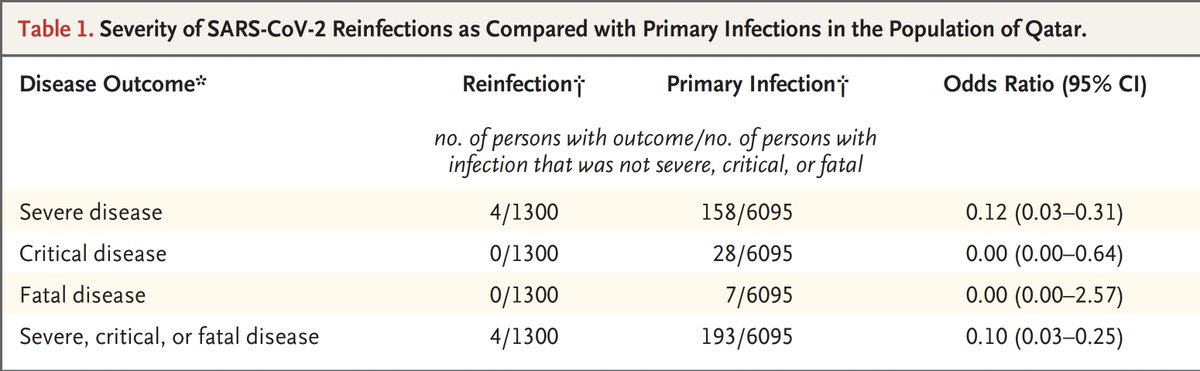 Table 1. Severity of SARS-CoV-2 Reinfections as Compared with Primary Infections in the Population of Qatar.
Disease Outcome* Reinfection† Primary Infection† Odds Ratio (95% CI)
no. of persons with outcome/no. of persons with
infection that was not severe, critical, or fatal
Severe disease 4/1300 158/6095 0.12 (0.03–0.31)
Critical disease 0/1300 28/6095 0.00 (0.00–0.64)
Fatal disease 0/1300 7/6095 0.00 (0.00–2.57)
Severe, critical, or fatal disease 4/1300 193/6095 0.10 (0.03–0.25)